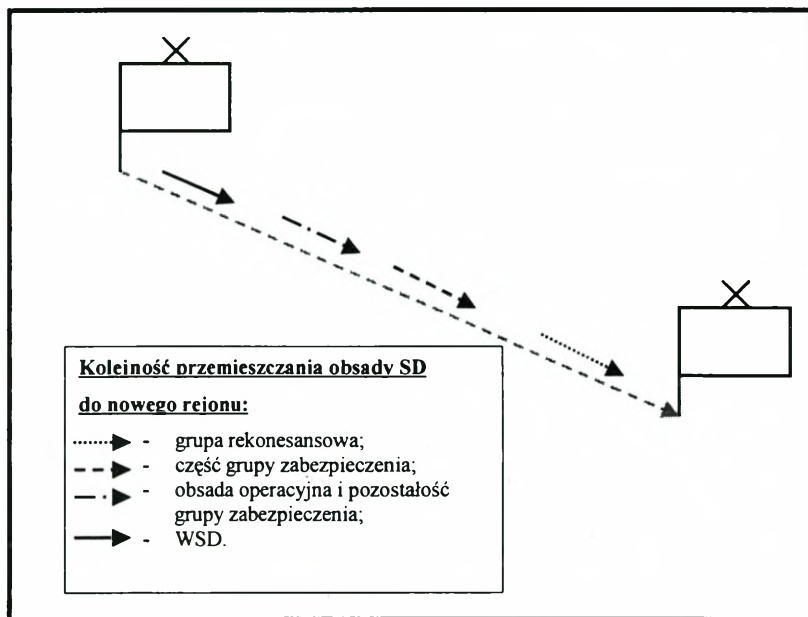 Kolejność przemieszczania obsady SD
do nowego rejonu:
- grupa rekonesansowa;
- część grupy zabezpieczenia;
- obsada operacyjna i pozostałość
grupy zabezpieczenia;
- WSD.